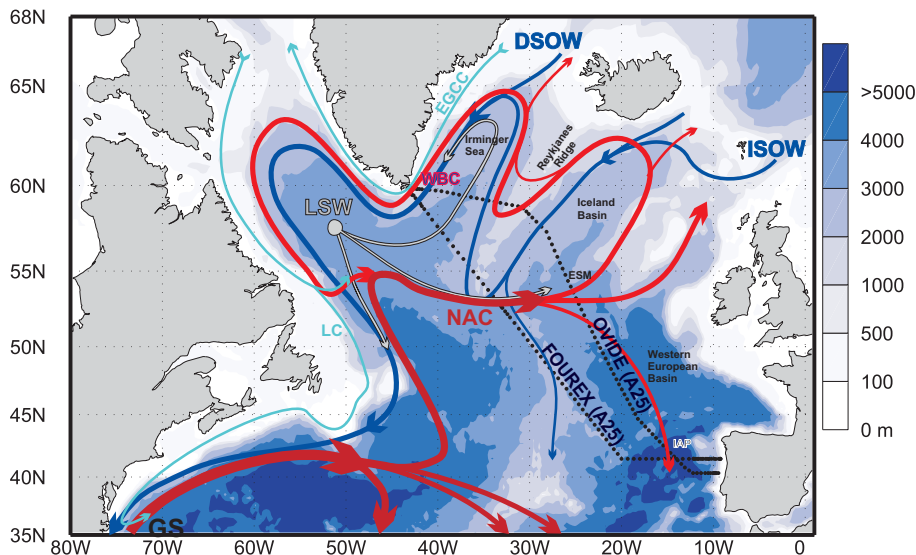 68N
65N
60N
55N
50N
45N
40N
35N
80W
70W
60W
50W
40W
30W
20W
10W
0
DSOW
EGCC
Irminger
Sea
Reykjanes
Ridge
ISOW
WBC
LSW
Iceland
Basin
ESM
NAC
LC
FOUREX (A25)
OVIDE (A25)
Western
European
Basin
IAP
GS
>5000
4000
3000
2000
1000
500
100
0 m